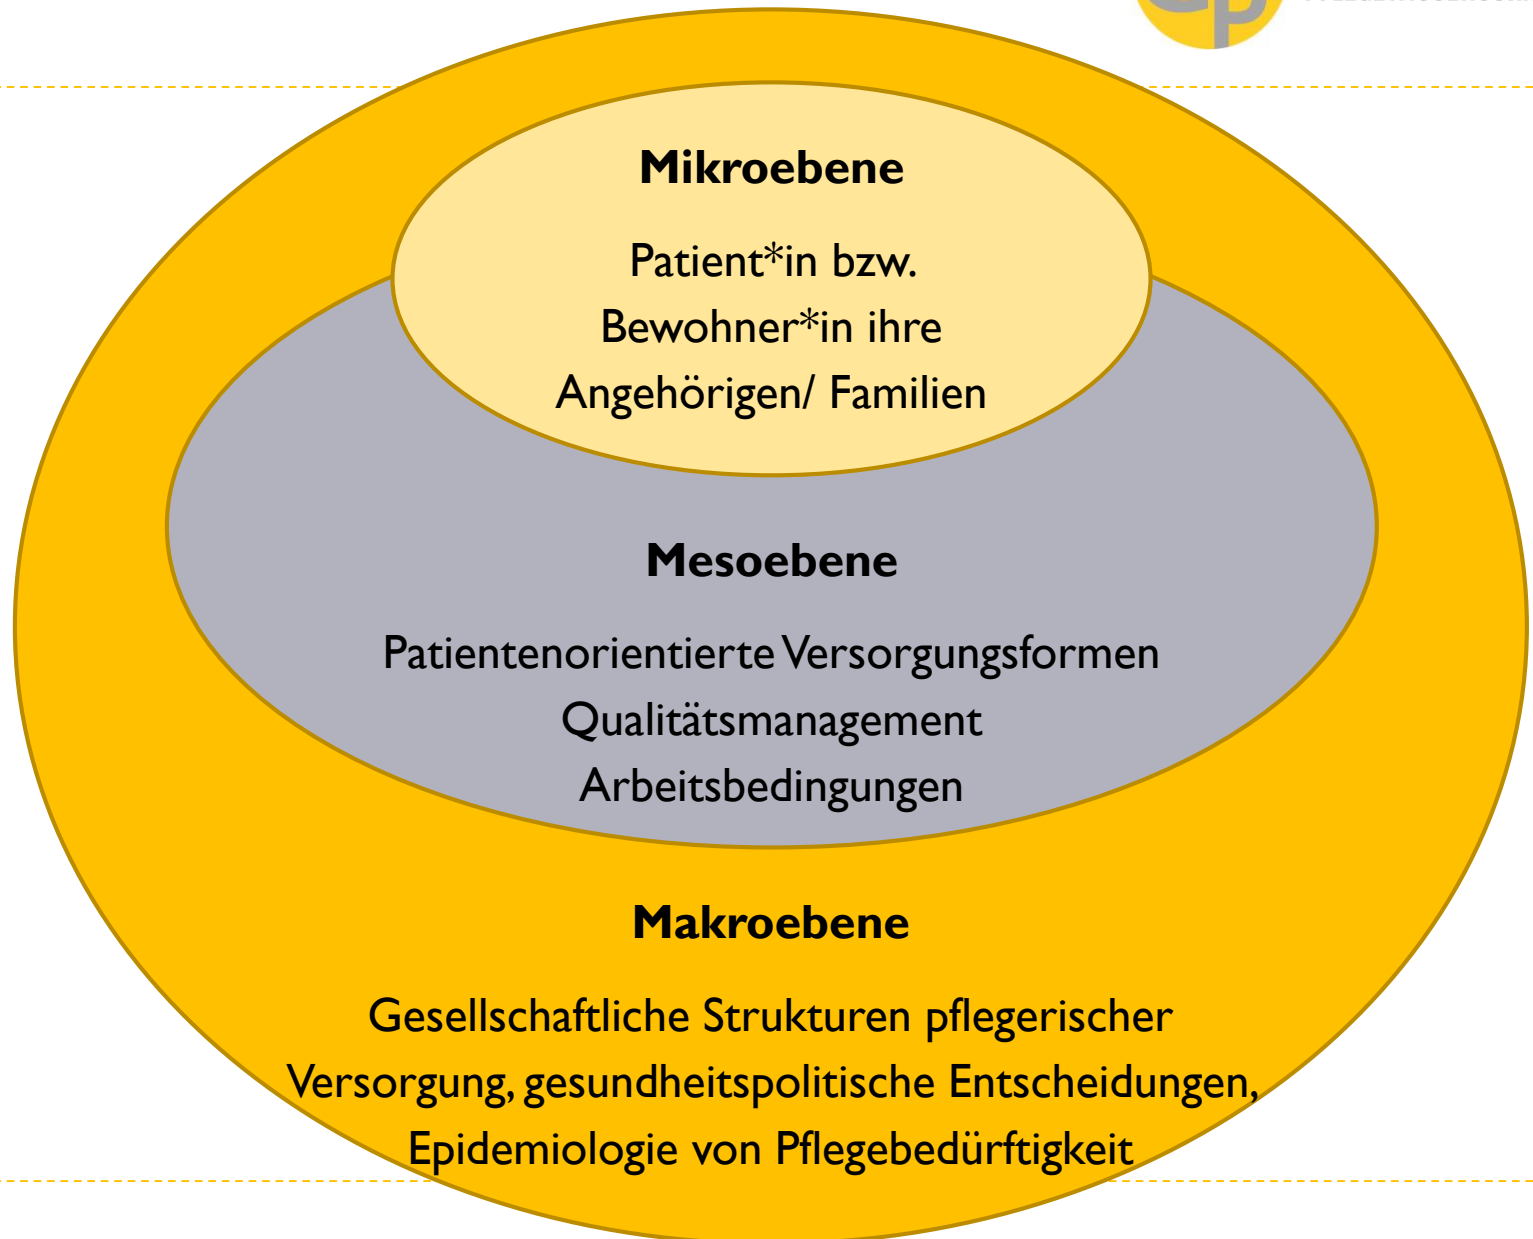 Mikroebene
Patient*in bzw.
Bewohner*in ihre
Angehörigen/ Familien
Mesoebene
Patientenorientierte Versorgungsformen
Qualitätsmanagement
Arbeitsbedingungen
Makroebene
Gesellschaftliche Strukturen pflegerischer
Versorgung, gesundheitspolitische Entscheidungen,
Epidemiologie von Pflegebedürftigkeit